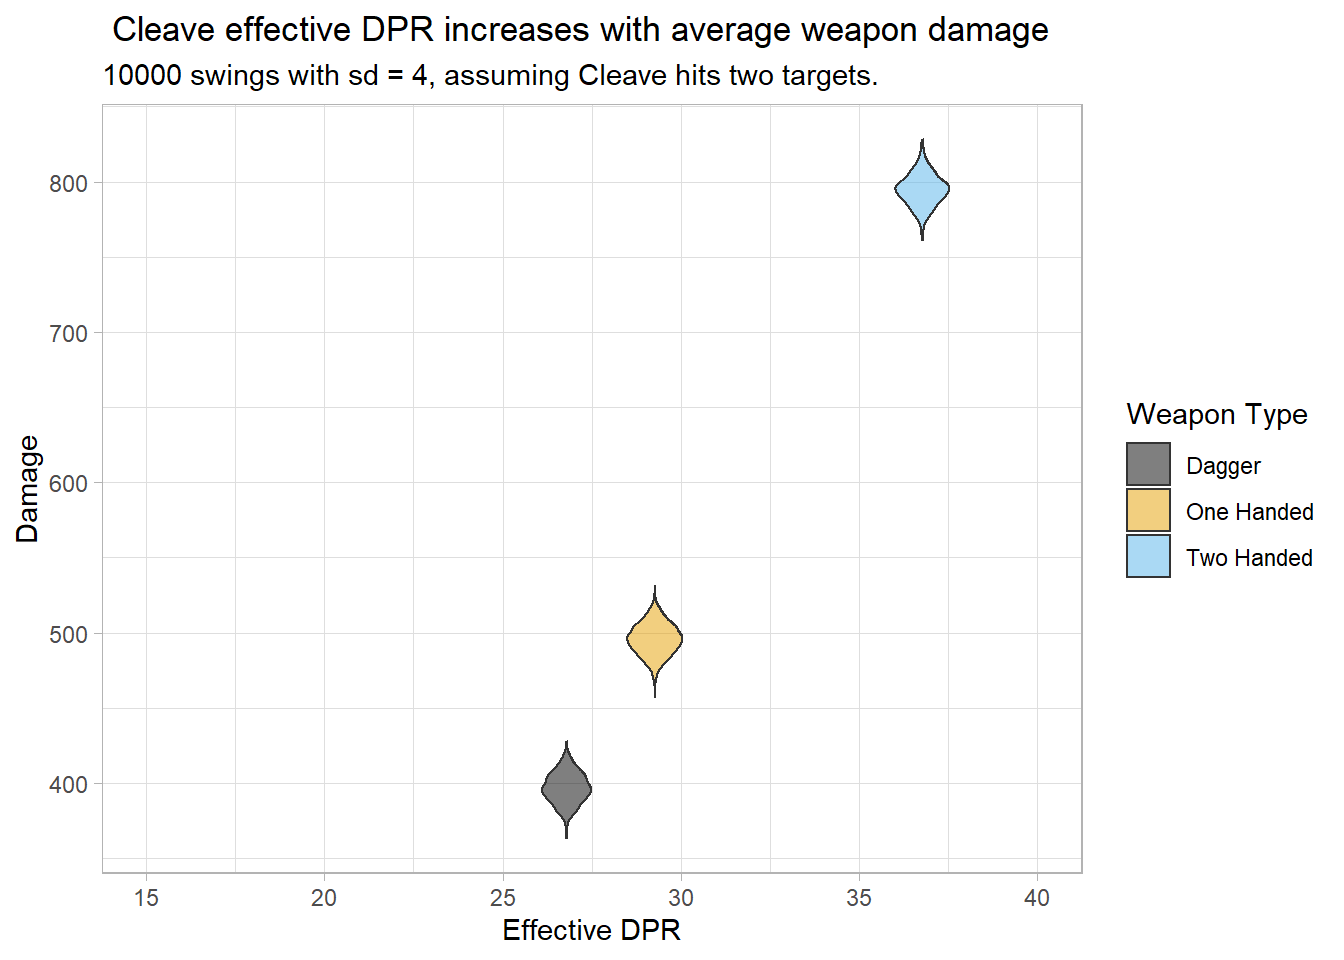 Cleave effective DPR increases with average weapon damage
10000 swings with sd = 4, assuming Cleave hits two targets.
800
700
600
500
400
Damage
15 20 25 30 35 40
Effective DPR
Weapon Type
Dagger
One Handed
Two Handed